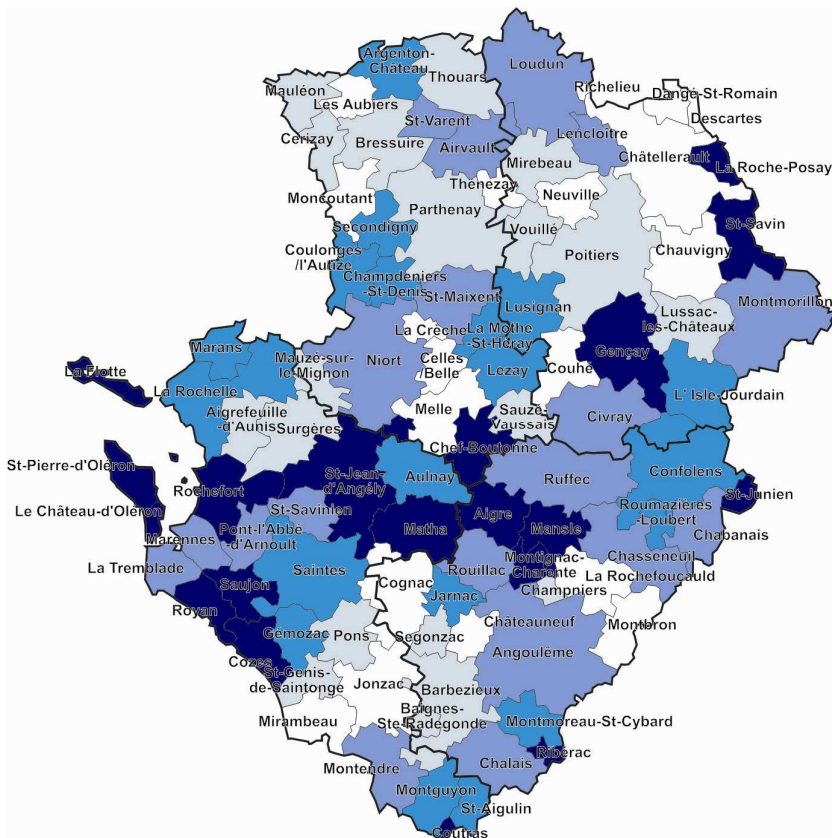 Argenton-
Château
Thouars
Loudun
Richelieu
Mauléon
Les Aubiers
Dangé-St-Romain
Descartes
St-Varent
Cerizay
Bressuire
Airvault
Lencloître
Mirebeau
Châtellerault
La Roche-Posay
Thénezay
Neuville
Moncoutant
Parthenay
Secondigny
Vouillé
St-Savin
Coulonges
/l'Autize
Poitiers
Chauvigny
Champdeniers
-St-Denis
St-Maixent
Lusignan
Lussac-
les-Châteaux
Montmorillon
La Crèche
La Mothe
-St-Héray
Marans
Mauzé-sur-
le-Mignon
Niort
Celles
/Belle
Gençay
La Flotte
Lezay
Couhé
La Rochelle
L' Isle-Jourdain
Aigrefeuille
-d'Aunis
Surgères
Melle
Sauzé-
Vaussais
Civray
Chef-Boutonne
St-Pierre-d'Oléron
St-Jean-
d'Angély
Aulnay
Confolens
Rochefort
Ruffec
St-Junien
Le Château-d'Oléron
St-Savinien
Roumazières
-Loubert
Pont-l'Abbé
-d'Arnoult
Matha
Aigre
Mansle
Chabanais
Marennes
Chasseneuil
La Tremblade
Saintes
Rouillac
Montignac-
Charente
La Rochefoucauld
Saujon
Cognac
Champniers
Royan
Jarnac
Châteauneuf
Montbron
Gémozac
Pons
Segonzac
Angoulême
Cozes
St-Genis-
de-Saintonge
Jonzac
Barbezieux
Baignes-
Ste-Radegonde
Mirambeau
Montmoreau-St-Cybard
Ribérac
Montendre
Chalais
Montguyon
St-Aigulin
Coutras